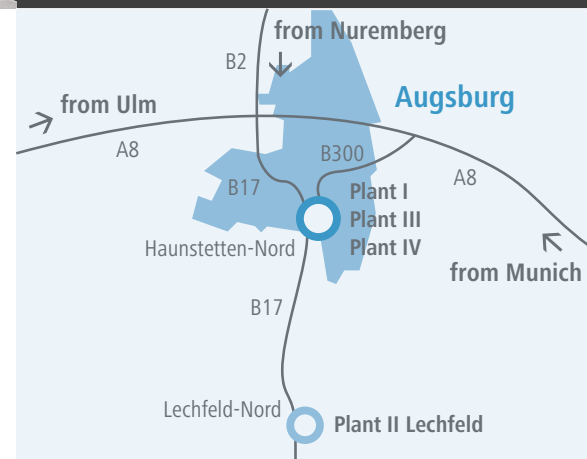 from Nuremberg
B2
Augsburg
from Ulm
A8
B300
A8
B17
Plant I
Plant III
Plant IV
Haunstetten-Nord
from Munich
B17
Lechfeld-Nord
Plant II Lechfeld